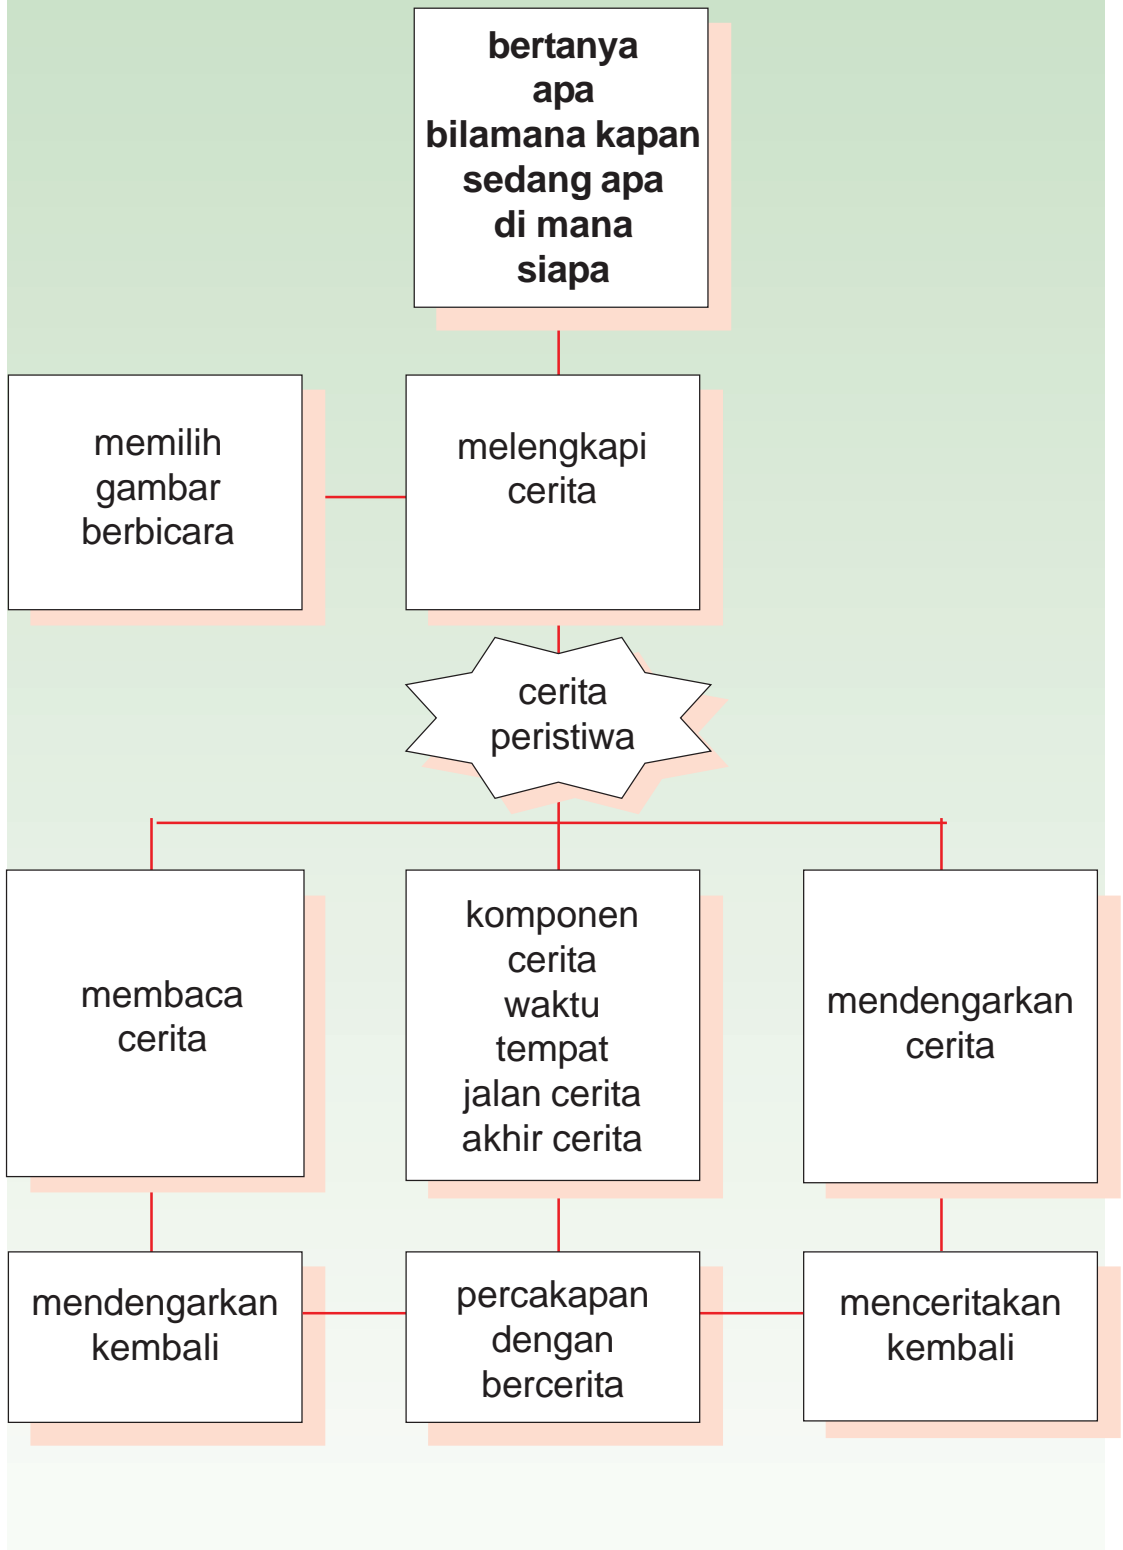 bertanya
apa
bilamana kapan
sedang apa
di mana
siapa
memilih
gambar
berbicara
melengkapi
cerita
cerita
peristiwa
membaca
cerita
komponen
cerita
waktu
tempat
jalan cerita
akhir cerita
mendengarkan
cerita
mendengarkan
kembali
percakapan
dengan
bercerita
menceritakan
kembali